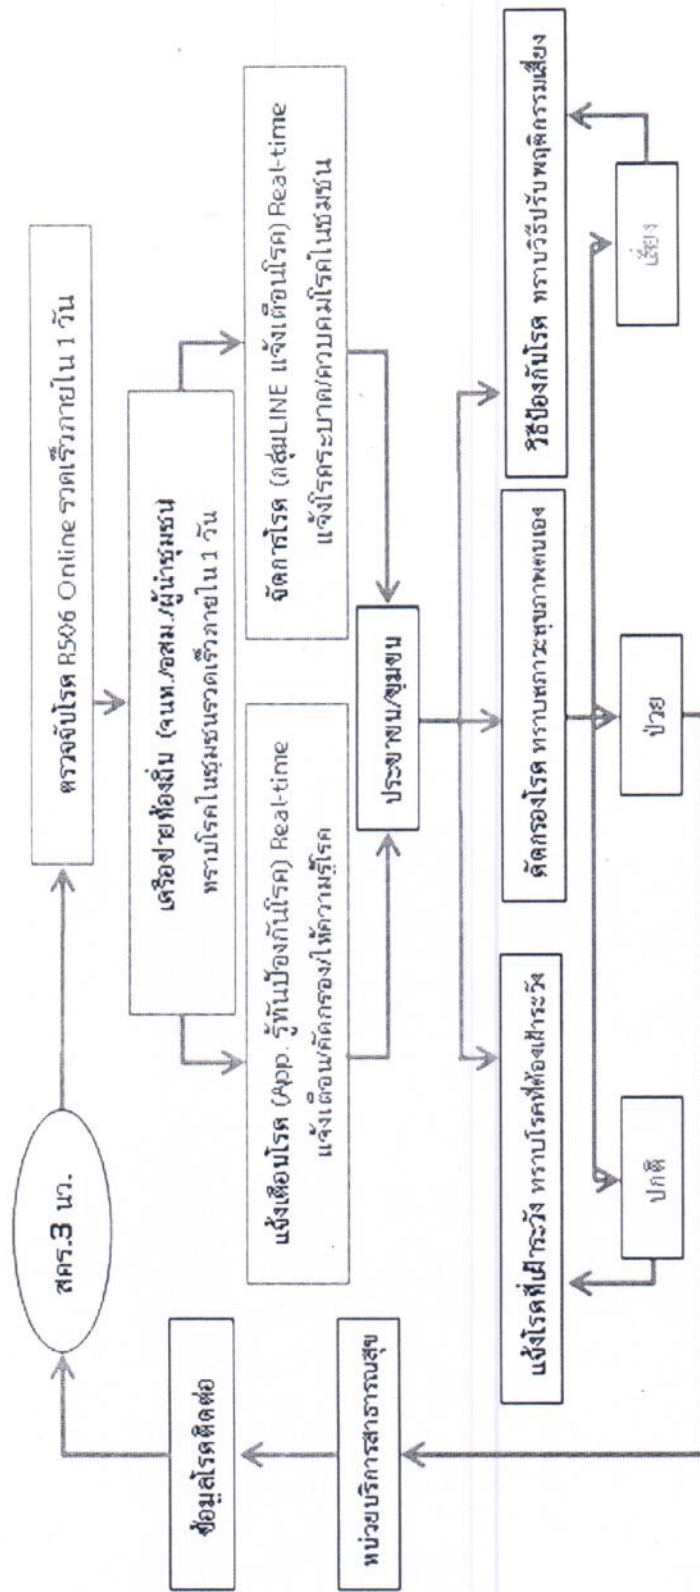 สคร.3 นว.
ตรวจจับโรค R506 Online รวดเร็วภายใน 1 วัน
ข้อมูลโรคติดต่อ
เครือข่ายท้องถิ่น (จนท./อสม./ผู้นำชุมชน
ทราบโรคในชุมชนรวดเร็วภายใน 1 วัน
หน่วยบริการสาธารณสุข
แจ้งเตือนโรค (App. รู้ทันป้องกันโรค) Real-time
แจ้งเตือน/คัดกรอง/ให้ความรู้โรค
จัดการโรค (กลุ่มLINE แจ้งเตือนโรค) Real-time
แจ้งโรคระบาด/ควบคุมโรคในชุมชน
ประชาชน/ชุมชน
แจ้งโรคที่เฝ้าระวัง ทราบโรคที่ต้องเฝ้าระวัง
คัดกรองโรค ทราบสภาวะสุขภาพตนเอง
วิธีป้องกันโรค ทราบวิธีปรับพฤติกรรมเสี่ยง
ปกติ
ป่วย
เสี่ยง